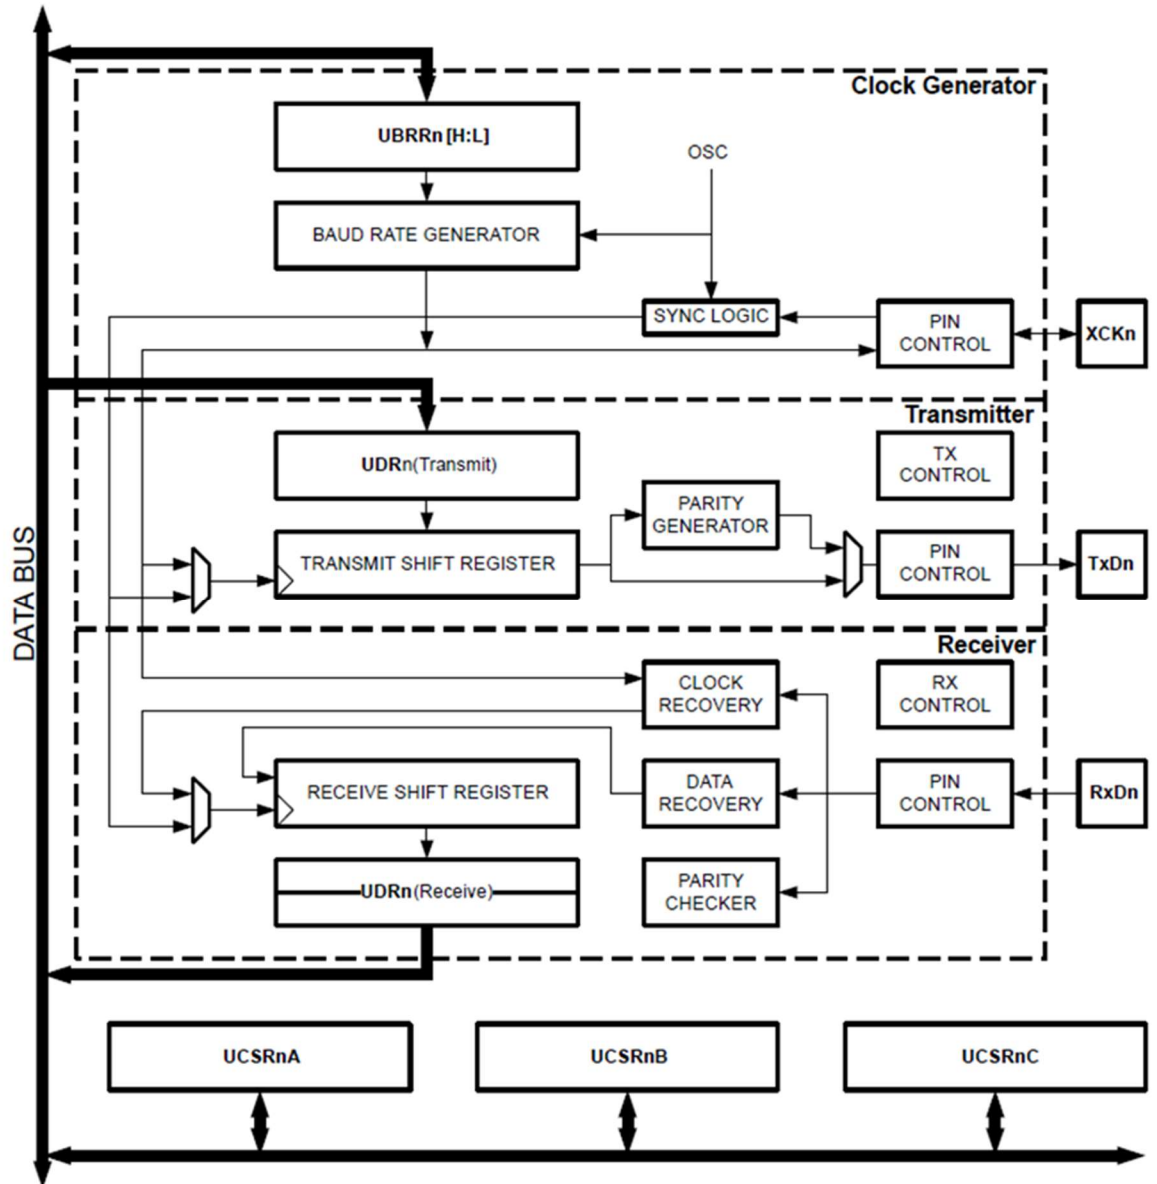 Clock Generator
UBRRn [H:L]
OSC
BAUD RATE GENERATOR
SYNC LOGIC
PIN
CONTROL
XCKn
Transmitter
UDRn(Transmit)
TX
CONTROL
PARITY
GENERATOR
TRANSMIT SHIFT REGISTER
PIN
CONTROL
TxDn
DATA BUS
Receiver
CLOCK
RECOVERY
RX
CONTROL
RECEIVE SHIFT REGISTER
DATA
RECOVERY
PIN
CONTROL
RxDn
UDRn(Receive)
PARITY
CHECKER
UCSRnA
UCSRnB
UCSRnC